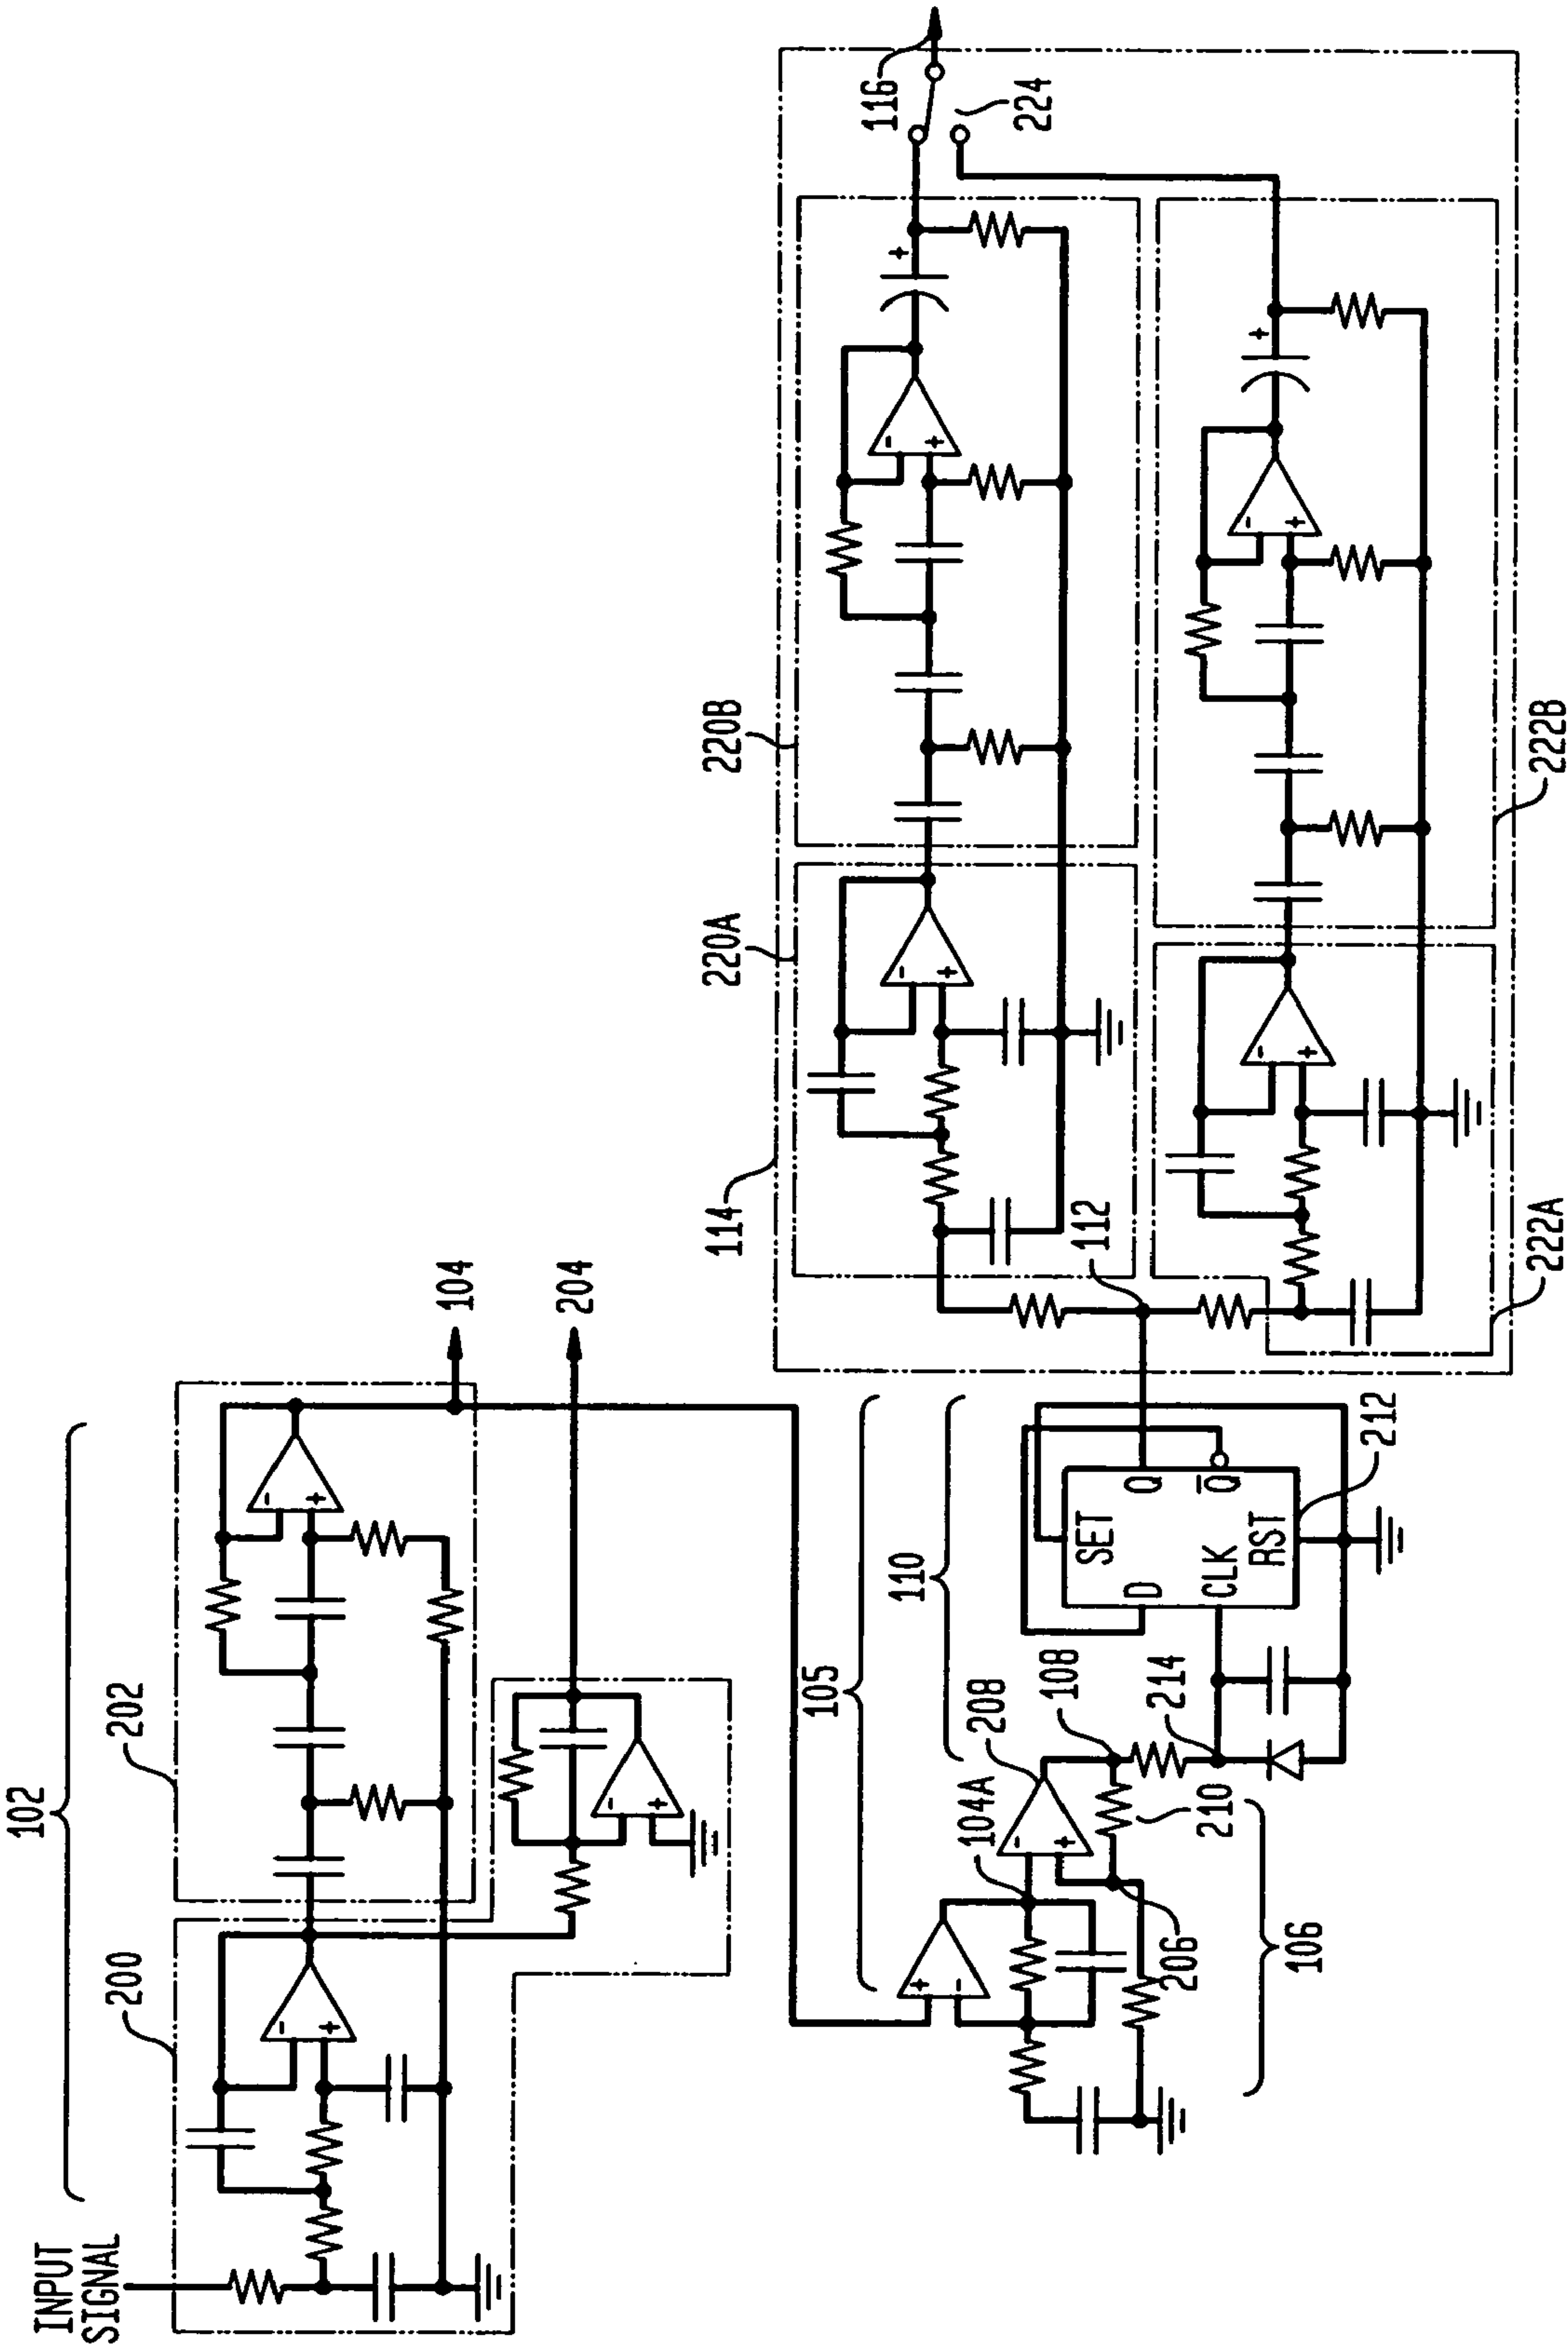 INPUT
SIGNAL
102
200
202
104
204
-
+
-
+
-
+
105
110
106
104A
208
108
214
206
210
+
-
-
+
SET
D
Q
CLK
Q̅
RST
212
112
114
220A
220B
116
224
-
+
-
+
+
222A
222B
-
+
-
+
+